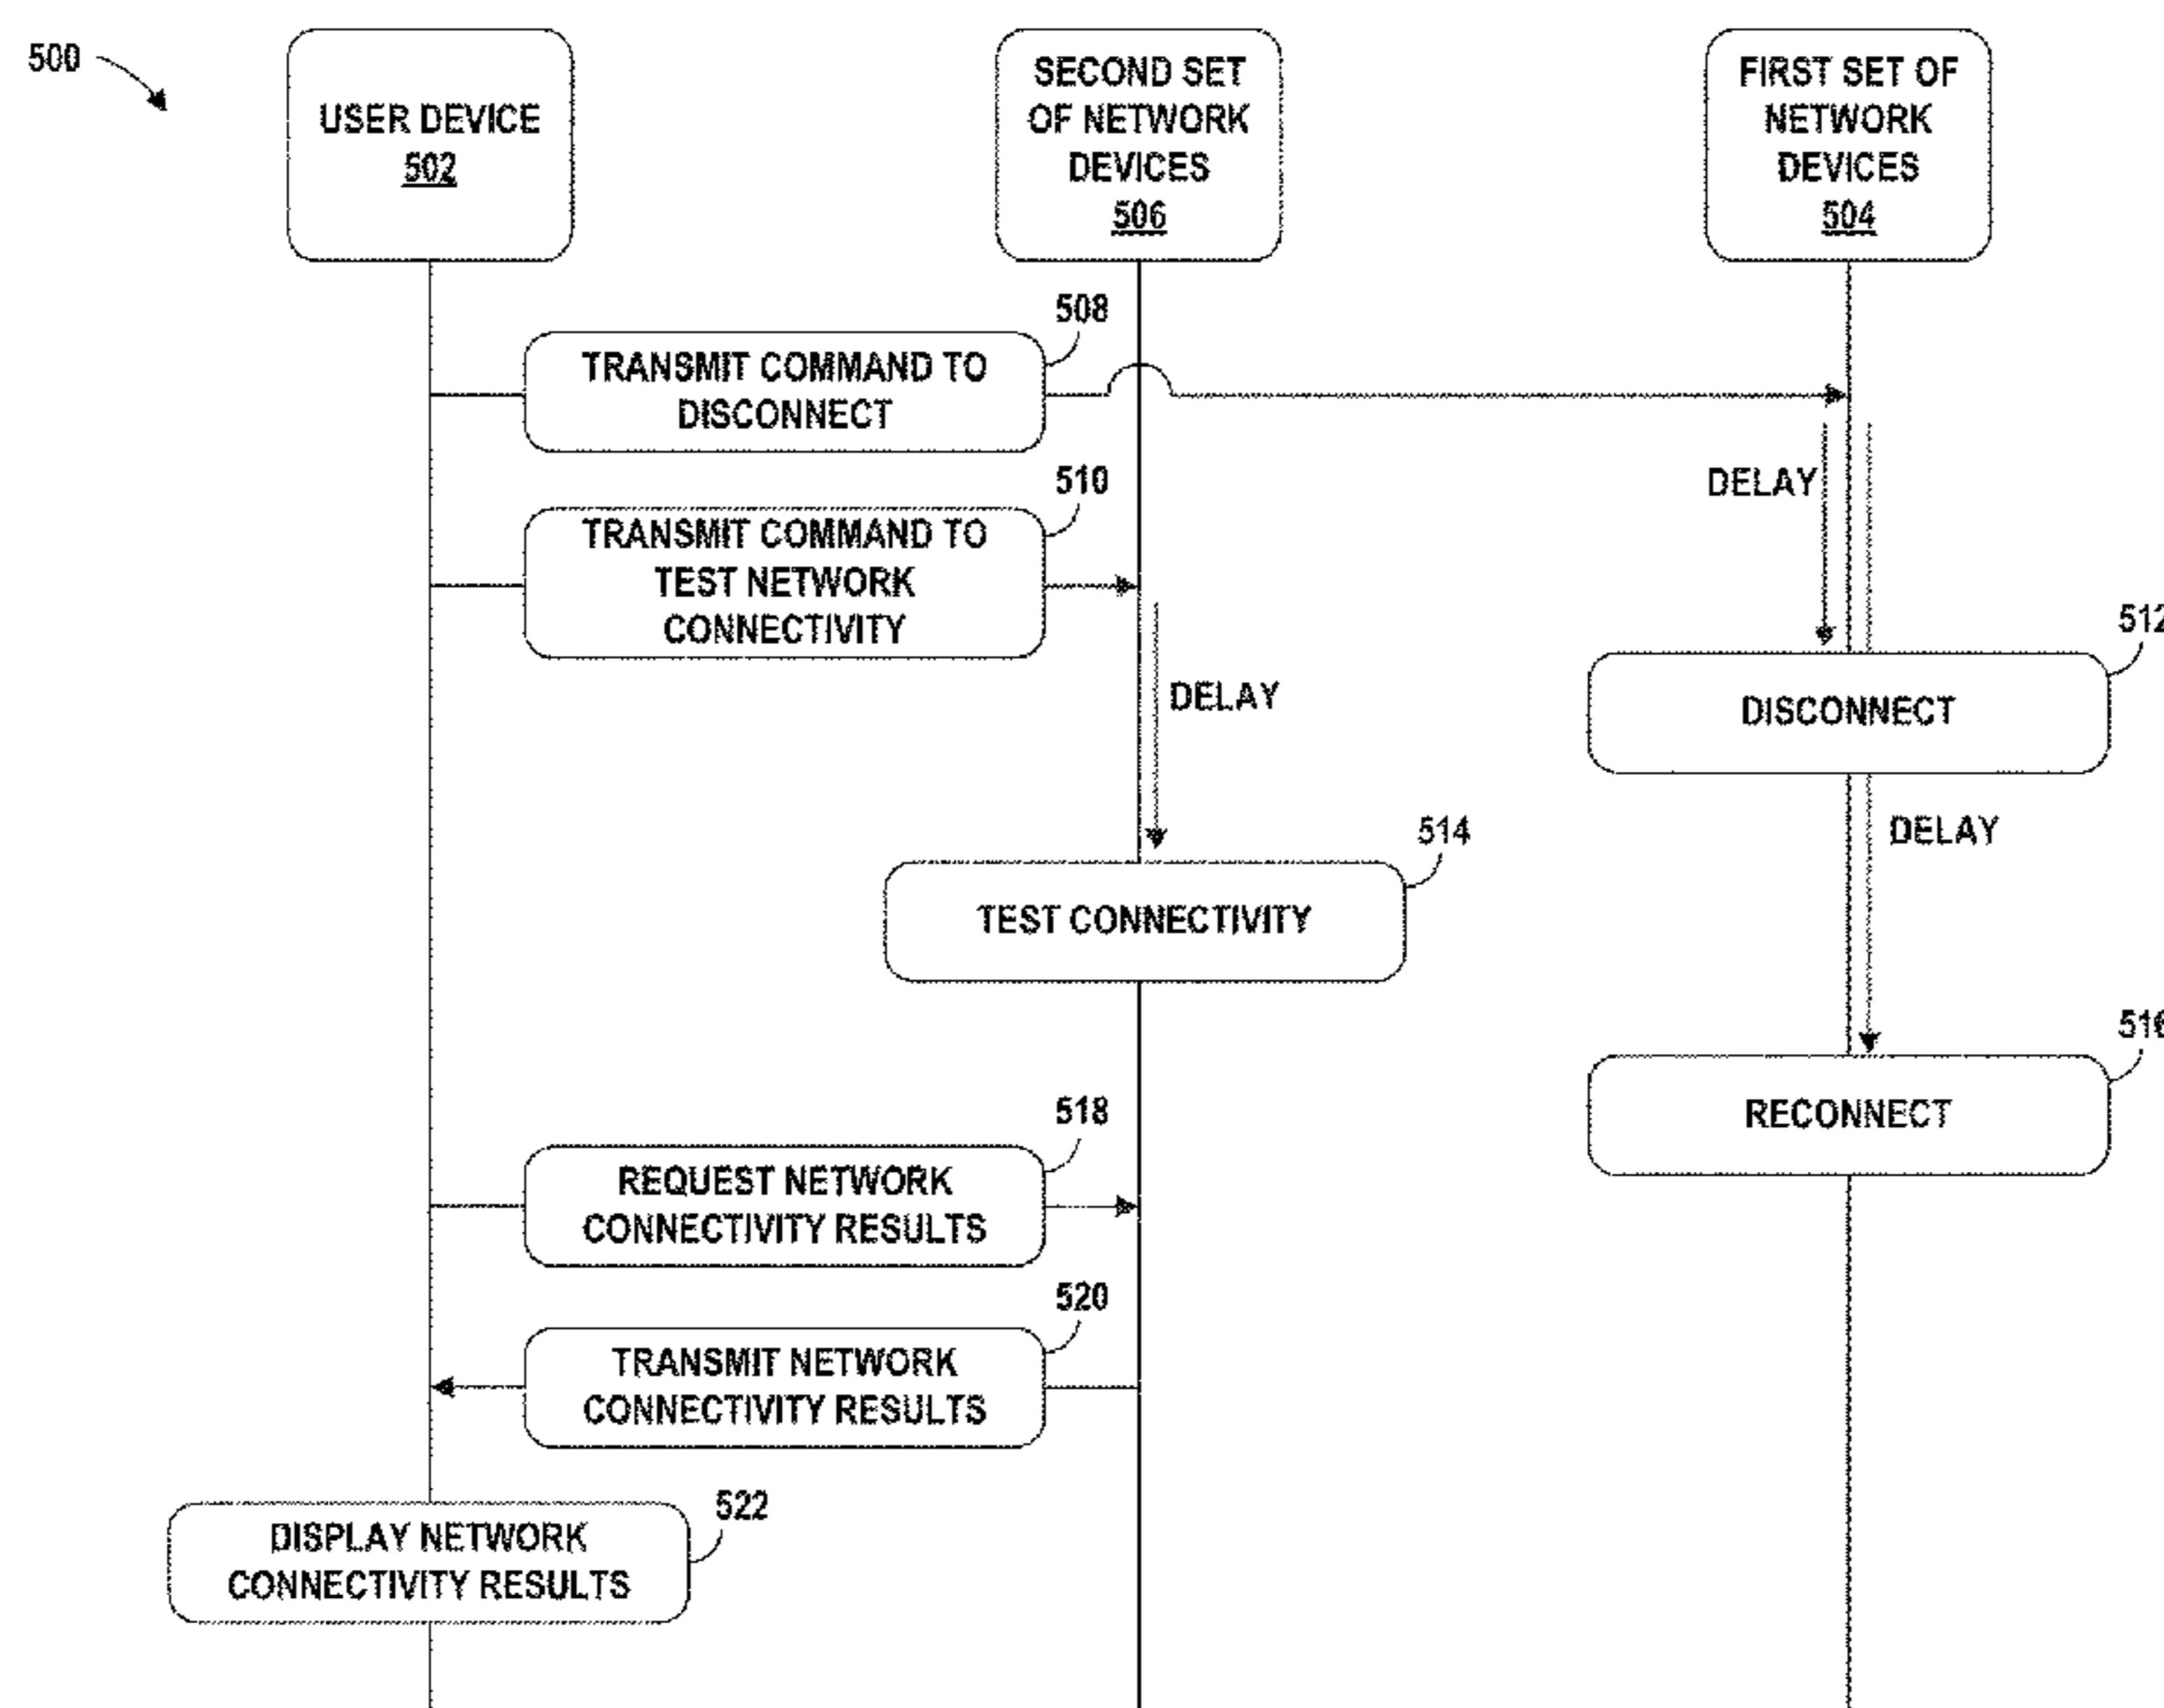 500
USER DEVICE
502
SECOND SET
OF NETWORK
DEVICES
506
FIRST SET OF
NETWORK
DEVICES
504
508
TRANSMIT COMMAND TO
DISCONNECT
510
TRANSMIT COMMAND TO
TEST NETWORK
CONNECTIVITY
DELAY
512
DISCONNECT
DELAY
514
TEST CONNECTIVITY
DELAY
516
RECONNECT
518
REQUEST NETWORK
CONNECTIVITY RESULTS
520
TRANSMIT NETWORK
CONNECTIVITY RESULTS
522
DISPLAY NETWORK
CONNECTIVITY RESULTS